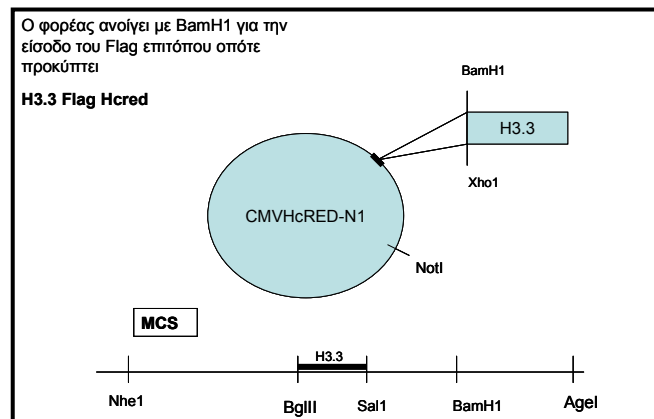 Ο φορέας ανοίγει με BamH1 για την
είσοδο του Flag επιτόπου οπότε
προκύπτει
H3.3 Flag Hcred
BamH1
H3.3
Xho1
CMVHcRED-N1
NotI
MCS
H3.3
Nhe1
BglII
Sal1
BamH1
AgeI